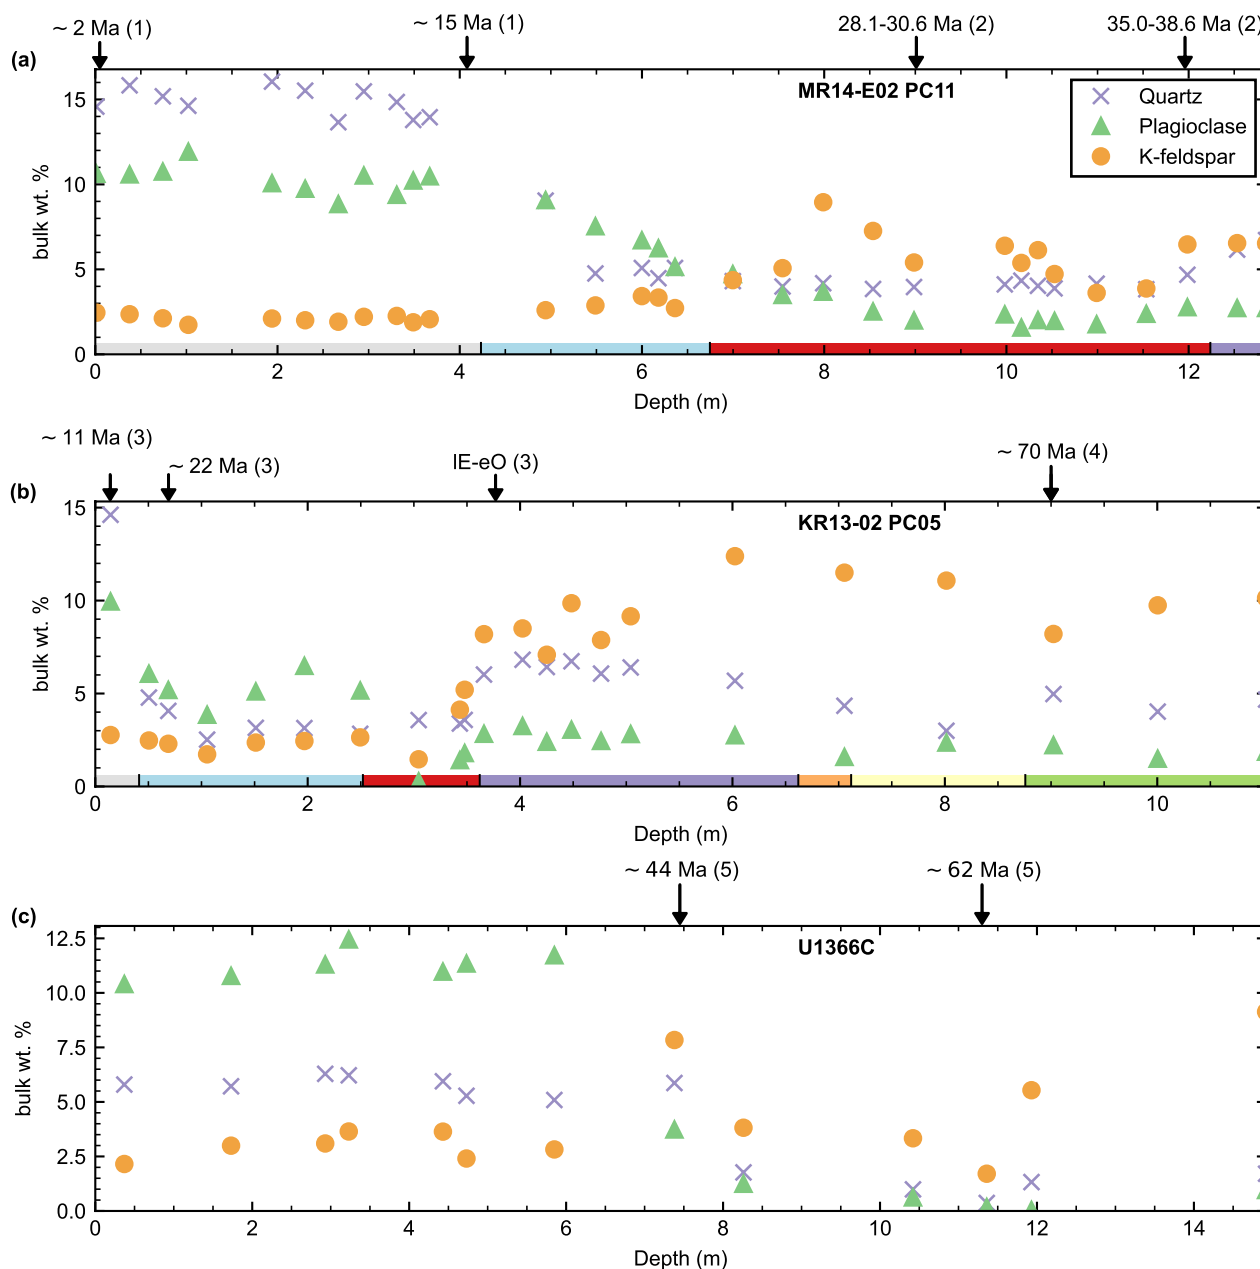 ~ 2 Ma (1)
~ 15 Ma (1)
28.1-30.6 Ma (2)
35.0-38.6 Ma (2)
(a)
MR14-E02 PC11
Quartz
Plagioclase
K-feldspar
bulk wt. %
15
10
5
0
0 2 4 6 8 10 12
Depth (m)
~ 11 Ma (3)
~ 22 Ma (3)
lE-eO (3)
~ 70 Ma (4)
(b)
KR13-02 PC05
bulk wt. %
15
10
5
0
0 2 4 6 8 10
Depth (m)
~ 44 Ma (5)
~ 62 Ma (5)
(c)
U1366C
bulk wt. %
12.5
10.0
7.5
5.0
2.5
0.0
0 2 4 6 8 10 12 14
Depth (m)